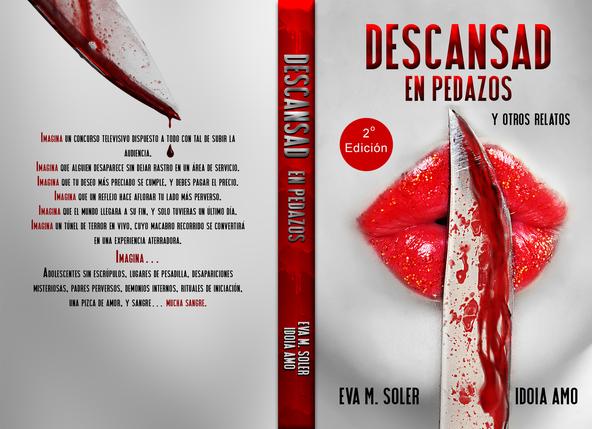 Imagina un concurso televisivo dispuesto a todo con tal de subir la
audiencia.
Imagina que alguien desaparece sin dejar rastro en un área de servicio.
Imagina que tu deseo más preciado se cumple, y debes pagar el precio.
Imagina que un reflejo hace aflorar tu lado más perverso.
Imagina que el mundo llegara a su fin, y solo tuvieras un último día.
Imagina un túnel de terror en vivo, cuyo macabro recorrido se convertirá
en una experiencia aterradora.
Imagina...
Adolescentes sin escrúpulos, lugares de pesadilla, desapariciones
misteriosas, padres perversos, demonios internos, rituales de iniciación,
una pizca de amor, y sangre... mucha sangre.
DESCANSAD EN PEDAZOS
EVA M. SOLER
IDOIA AMO
DESCANSAD
EN PEDAZOS
Y OTROS RELATOS
2º
Edición
EVA M. SOLER
IDOIA AMO